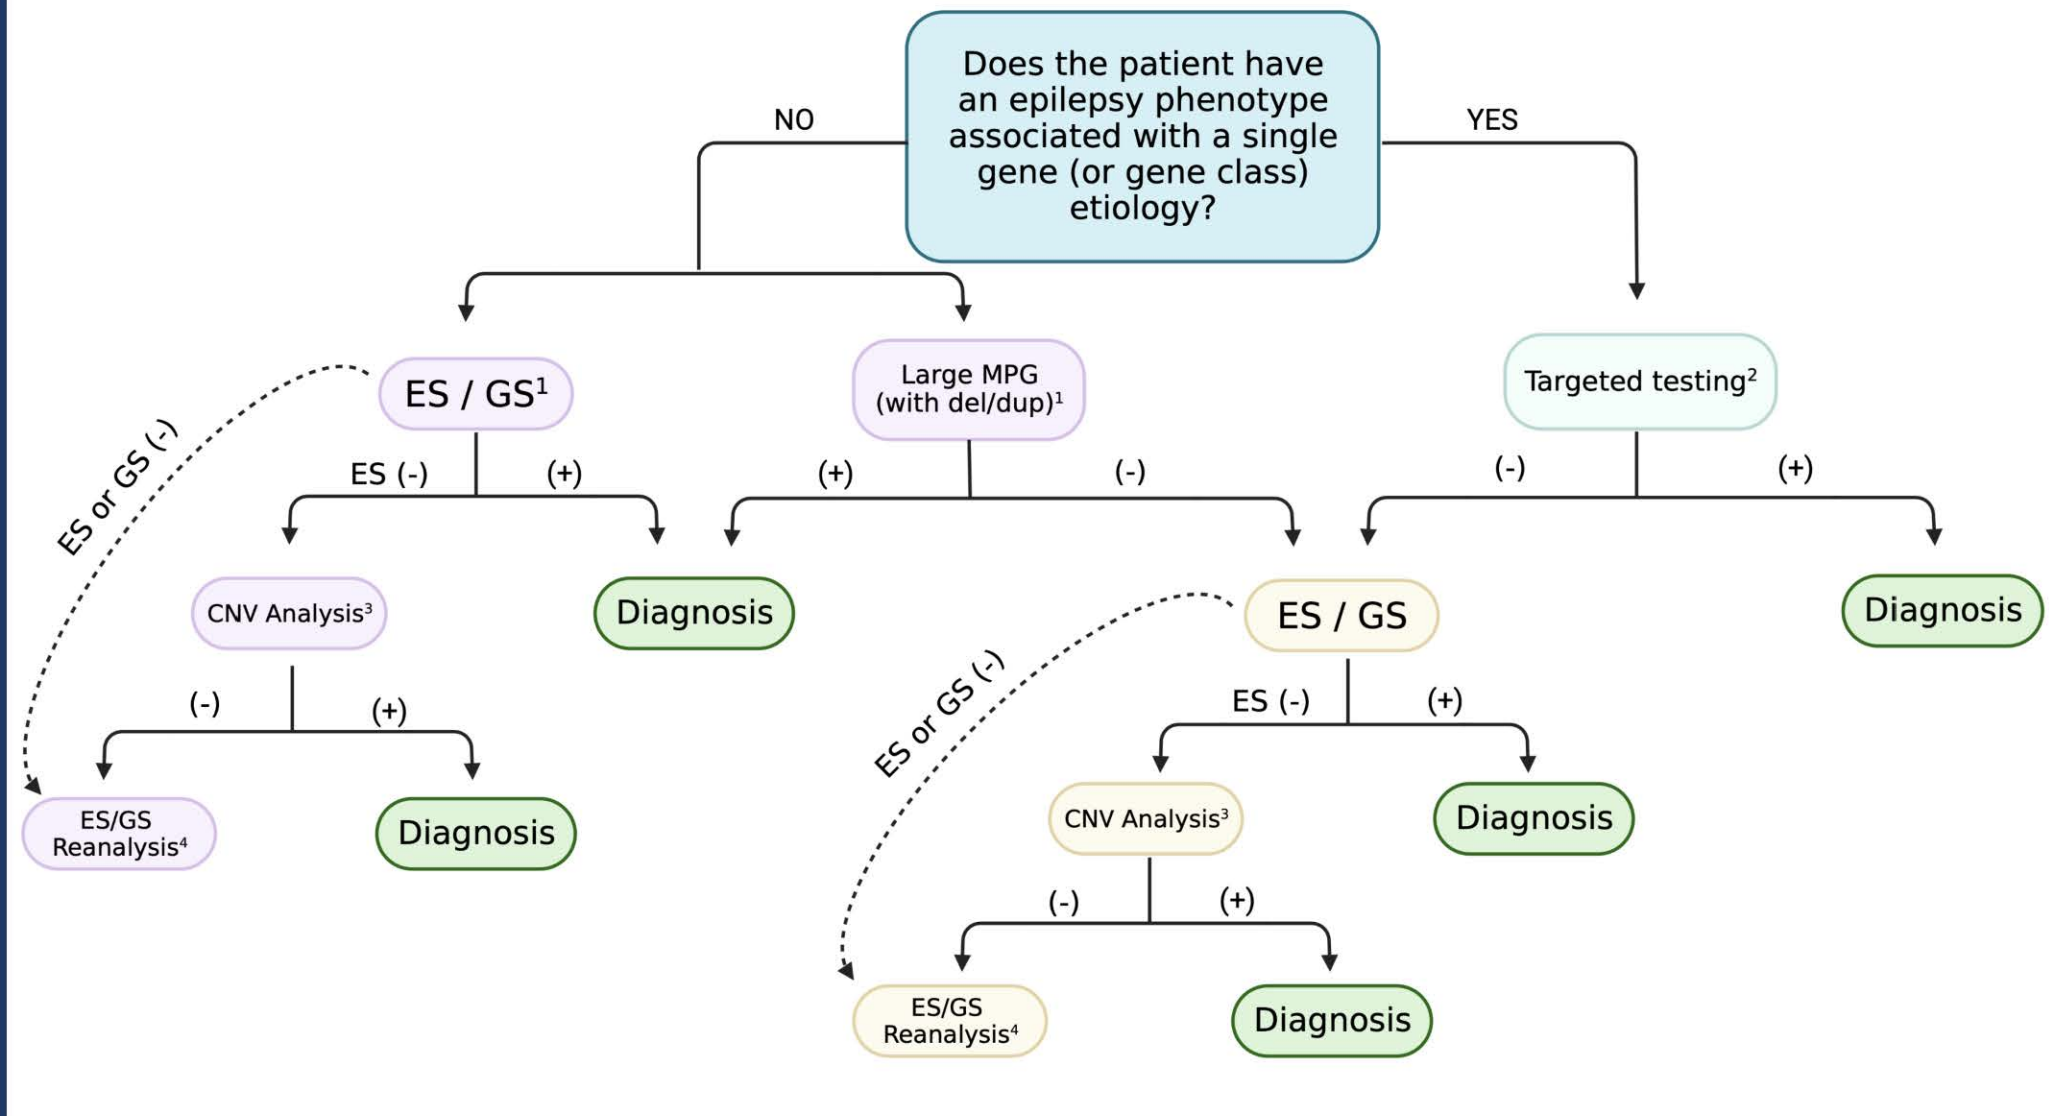 Does the patient have
an epilepsy phenotype
associated with a single
gene (or gene class)
etiology?
NO
YES
ES / GS¹
Large MPG
(with del/dup)¹
Targeted testing²
ES or GS (-)
ES (-)
(+)
(+)
(-)
(-)
(+)
CNV Analysis³
Diagnosis
ES / GS
Diagnosis
ES or GS (-)
(-)
(+)
ES (-)
(+)
ES/GS
Reanalysis⁴
Diagnosis
CNV Analysis³
Diagnosis
(-)
(+)
ES/GS
Reanalysis⁴
Diagnosis